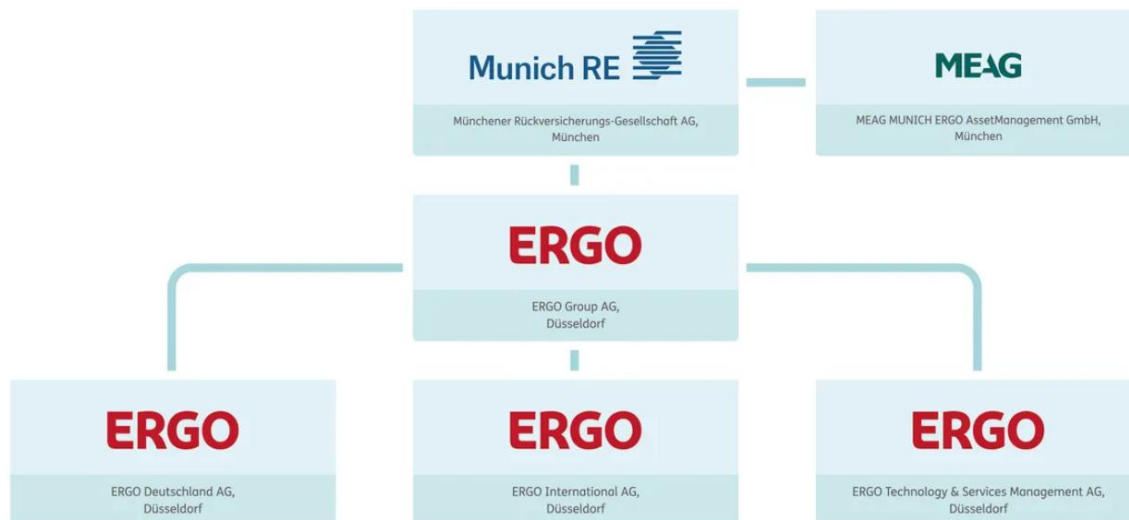 Munich RE
Münchener Rückversicherungs-Gesellschaft AG,
München
MEAG
MEAG MUNICH ERGO AssetManagement GmbH,
München
ERGO
ERGO Group AG,
Düsseldorf
ERGO
ERGO Deutschland AG,
Düsseldorf
ERGO
ERGO International AG,
Düsseldorf
ERGO
ERGO Technology & Services Management AG,
Düsseldorf